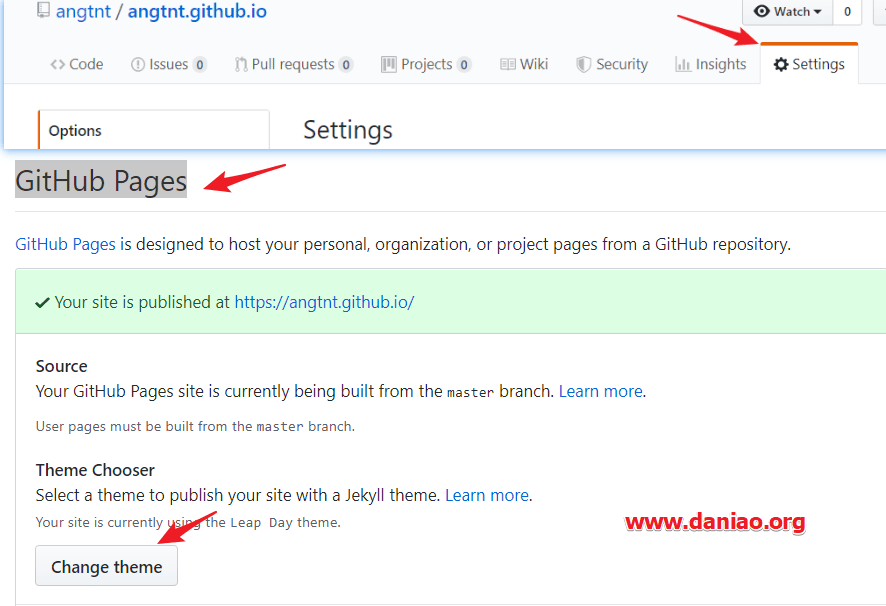 angtnt / angtnt.github.io
Watch 0
Code Issues 0 Pull requests 0 Projects 0 Wiki Security Insights Settings
Options
Settings
GitHub Pages
GitHub Pages is designed to host your personal, organization, or project pages from a GitHub repository.
Your site is published at https://angtnt.github.io/
Source
Your GitHub Pages site is currently being built from the master branch. Learn more.
User pages must be built from the master branch.
Theme Chooser
Select a theme to publish your site with a Jekyll theme. Learn more.
Your site is currently using the Leap Day theme.
www.daniao.org
Change theme